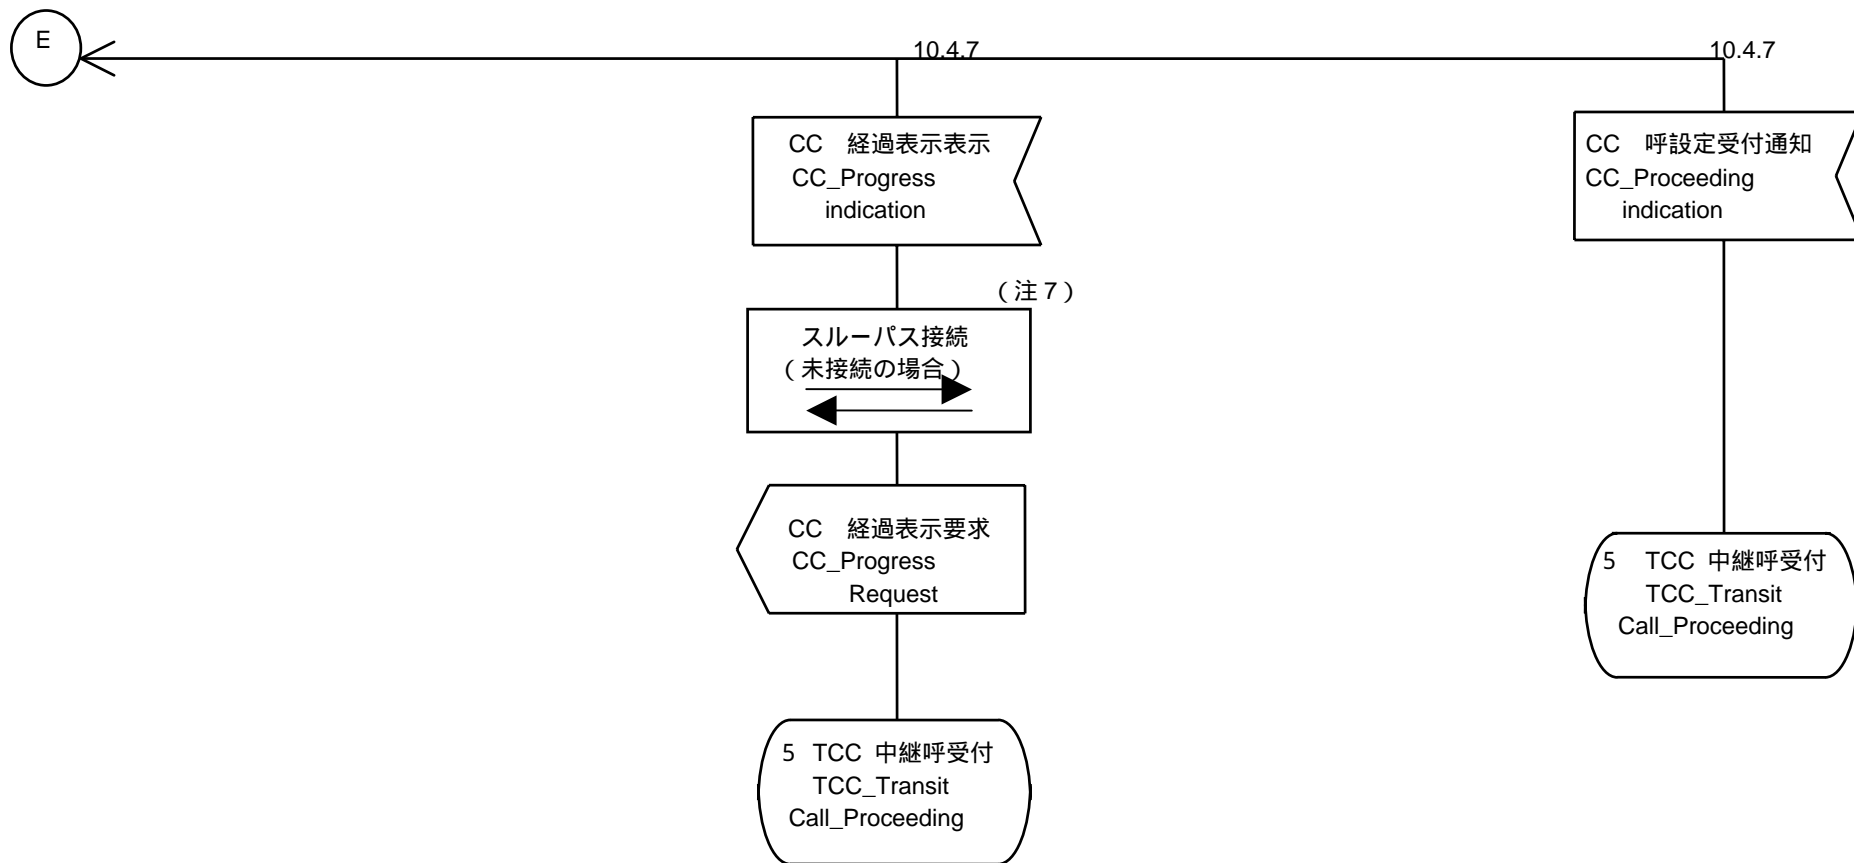 E
10.4.7
10.4.7
CC 経過表示表示
CC_Progress
indication
(注7)
スルーパス接続
(未接続の場合)
CC 経過表示要求
CC_Progress
Request
5 TCC 中継呼受付
TCC_Transit
Call_Proceeding
CC 呼設定受付通知
CC_Proceeding
indication
5 TCC 中継呼受付
TCC_Transit
Call_Proceeding